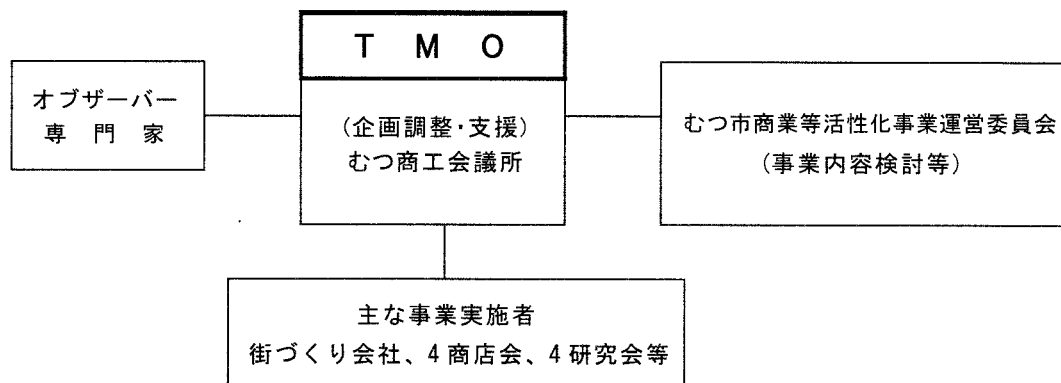 TMO
オブザーバー
専門家
(企画調整・支援)
むつ商工会議所
むつ市商業等活性化事業運営委員会
(事業内容検討等)
主な事業実施者
街づくり会社、4商店会、4研究会等